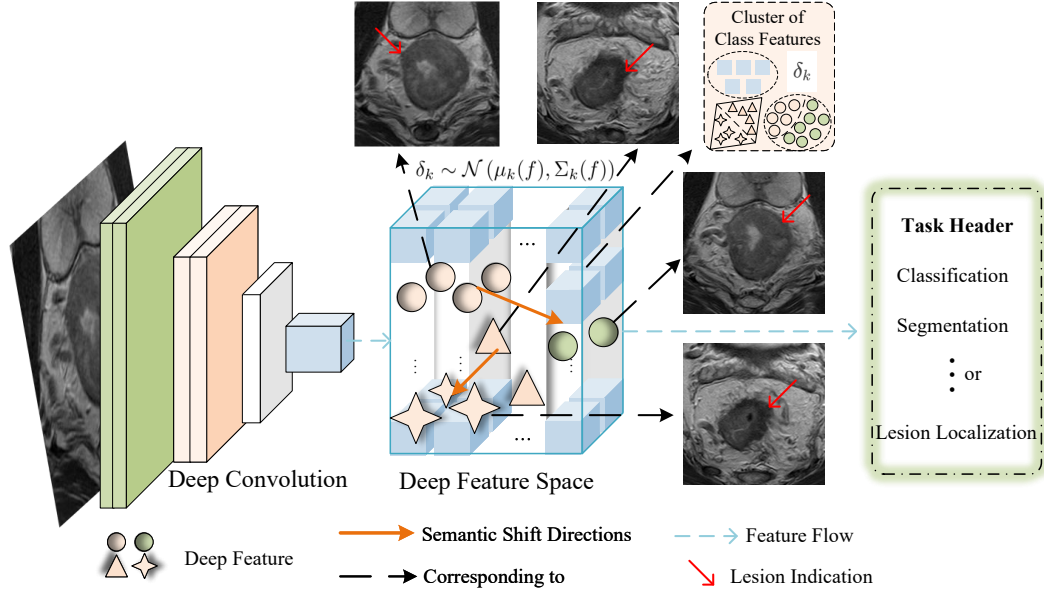 Cluster of
Class Features
δ_k
δ_k ∼ 𝒩 (μ_k(f), Σ_k(f))
...
Task Header
Classification
Segmentation
⋮ or
Lesion Localization
...
Deep Convolution
Deep Feature Space
Deep Feature
Semantic Shift Directions
Feature Flow
Corresponding to
Lesion Indication